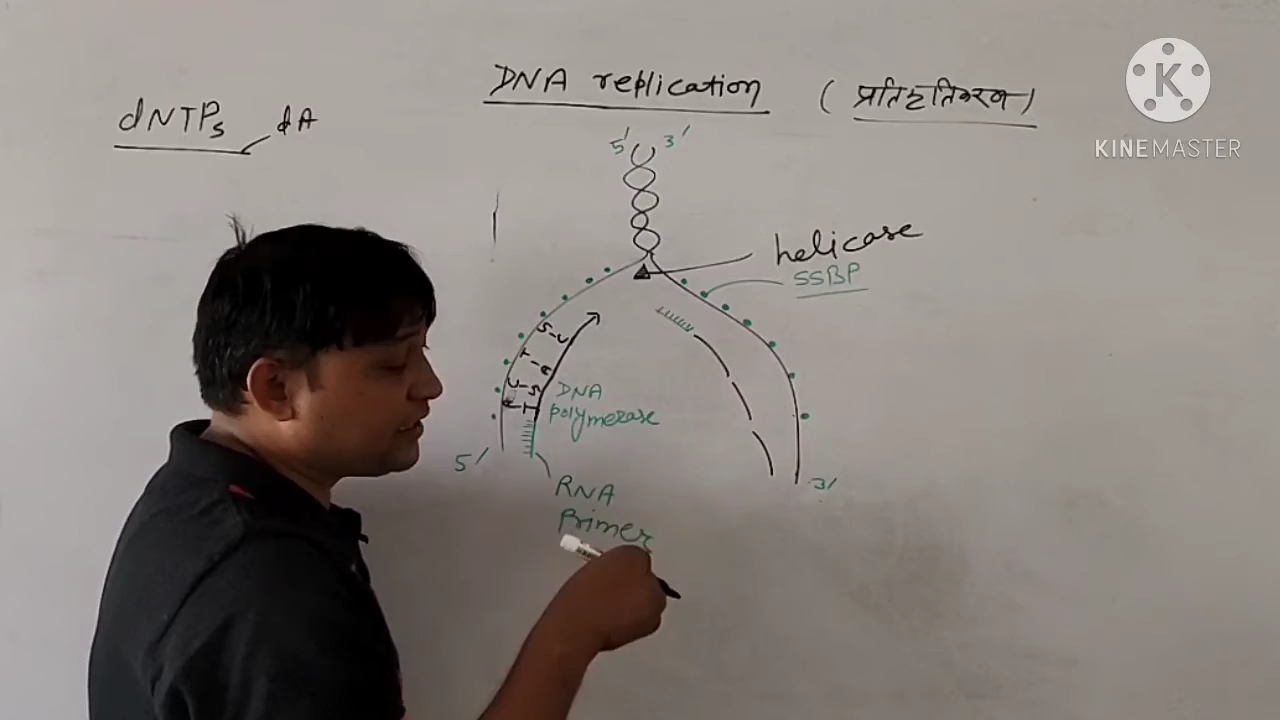 DNA replication (प्रतिकृतिकरण)
dNTPs dA
K
KINEMASTER
5' 3'
helicase
SSBP
G-C
T-A
C-G
A-T
DNA
polymerase
5'
3'
RNA
Primer